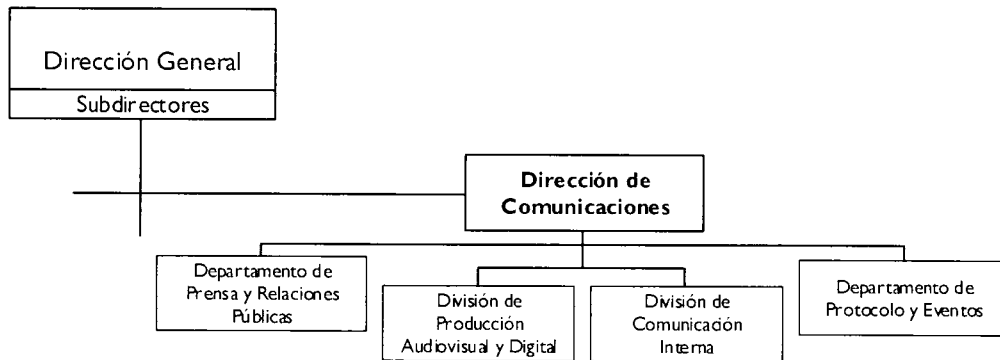 Dirección General
Subdirectores
Dirección de
Comunicaciones
Departamento de
Prensa y Relaciones
Públicas
División de
Producción
Audiovisual y Digital
División de
Comunicación
Interna
Departamento de
Protocolo y Eventos